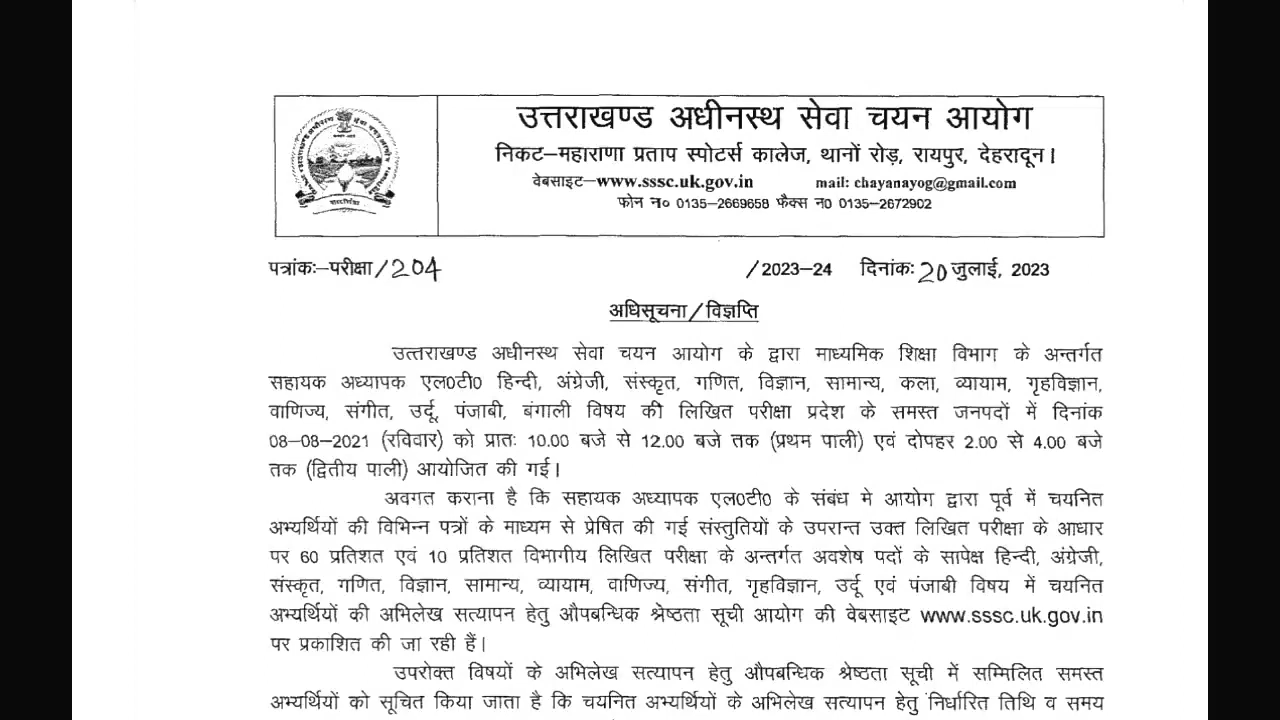 उत्तराखण्ड अधीनस्थ सेवा चयन आयोग
निकट–महाराणा प्रताप स्पोटर्स कालेज, थानों रोड़, रायपुर, देहरादून।
वेबसाइट–www.sssc.uk.gov.in mail: chayanayog@gmail.com
फोन न० 0135–2669658 फैक्स न0 0135–2672902
पत्रांकः–परीक्षा/204 /2023–24 दिनांकः 20 जुलाई, 2023
अधिसूचना/विज्ञप्ति
उत्तराखण्ड अधीनस्थ सेवा चयन आयोग के द्वारा माध्यमिक शिक्षा विभाग के अन्तर्गत
सहायक अध्यापक एल0टी0 हिन्दी, अंग्रेजी, संस्कृत, गणित, विज्ञान, सामान्य, कला, व्यायाम, गृहविज्ञान,
वाणिज्य, संगीत, उर्दू, पंजाबी, बंगाली विषय की लिखित परीक्षा प्रदेश के समस्त जनपदों में दिनांक
08–08–2021 (रविवार) को प्रातः 10.00 बजे से 12.00 बजे तक (प्रथम पाली) एवं दोपहर 2.00 से 4.00 बजे
तक (द्वितीय पाली) आयोजित की गई।
अवगत कराना है कि सहायक अध्यापक एल0टी0 के संबंध मे आयोग द्वारा पूर्व में चयनित
अभ्यर्थियों की विभिन्न पत्रों के माध्यम से प्रेषित की गई संस्तुतियों के उपरान्त उक्त लिखित परीक्षा के आधार
पर 60 प्रतिशत एवं 10 प्रतिशत विभागीय लिखित परीक्षा के अन्तर्गत अवशेष पदों के सापेक्ष हिन्दी, अंग्रेजी,
संस्कृत, गणित, विज्ञान, सामान्य, व्यायाम, वाणिज्य, संगीत, गृहविज्ञान, उर्दू एवं पंजाबी विषय में चयनित
अभ्यर्थियों की अभिलेख सत्यापन हेतु औपबन्धिक श्रेष्ठता सूची आयोग की वेबसाइट www.sssc.uk.gov.in
पर प्रकाशित की जा रही हैं।
उपरोक्त विषयों के अभिलेख सत्यापन हेतु औपबन्धिक श्रेष्ठता सूची में सम्मिलित समस्त
अभ्यर्थियों को सूचित किया जाता है कि चयनित अभ्यर्थियों के अभिलेख सत्यापन हेतु निर्धारित तिथि व समय